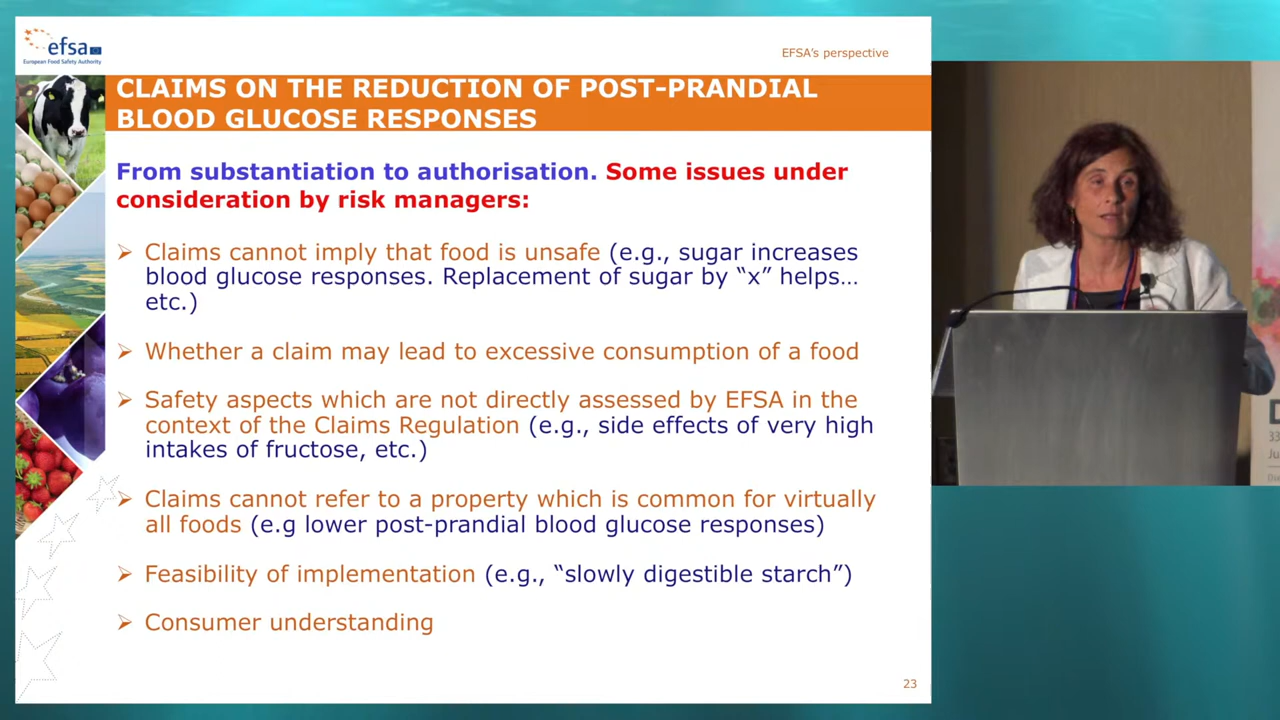 efsa
European Food Safety Authority
EFSA's perspective
CLAIMS ON THE REDUCTION OF POST-PRANDIAL
BLOOD GLUCOSE RESPONSES
From substantiation to authorisation. Some issues under
consideration by risk managers:
➢ Claims cannot imply that food is unsafe (e.g., sugar increases
blood glucose responses. Replacement of sugar by “x” helps…
etc.)
➢ Whether a claim may lead to excessive consumption of a food
➢ Safety aspects which are not directly assessed by EFSA in the
context of the Claims Regulation (e.g., side effects of very high
intakes of fructose, etc.)
➢ Claims cannot refer to a property which is common for virtually
all foods (e.g lower post-prandial blood glucose responses)
➢ Feasibility of implementation (e.g., “slowly digestible starch”)
➢ Consumer understanding
23
33
Ju